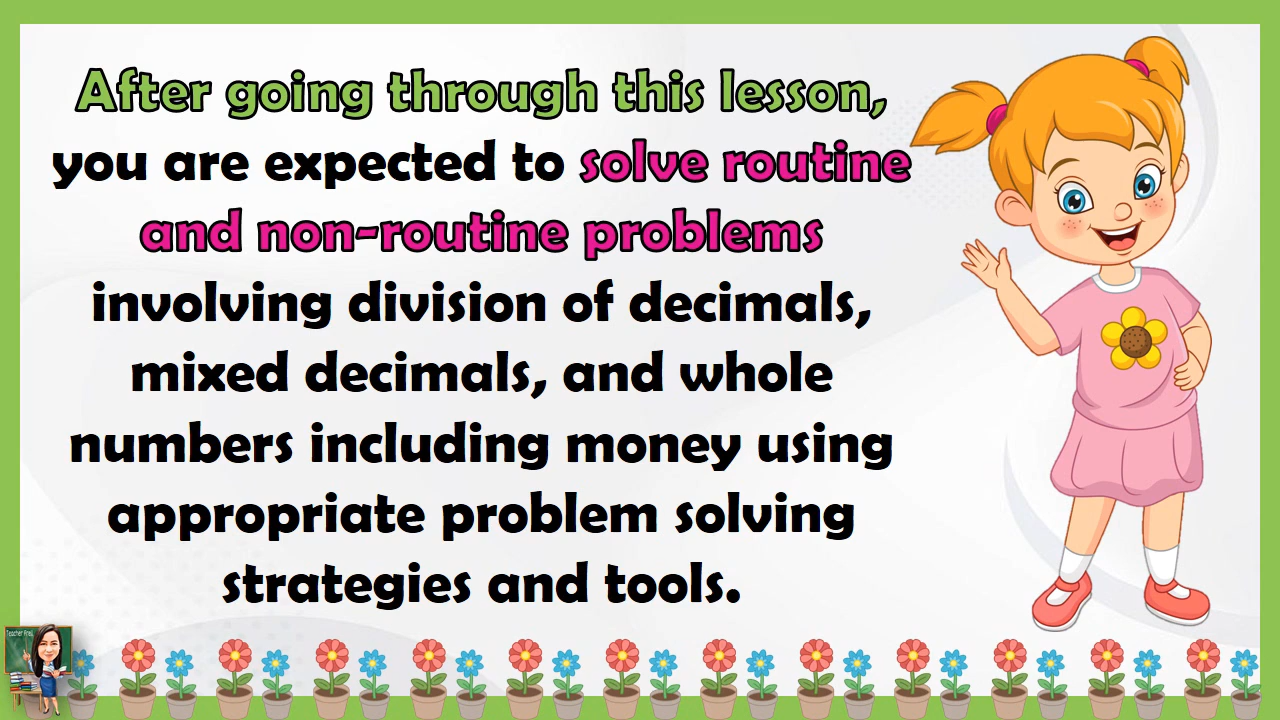 After going through this lesson,
you are expected to solve routine
and non-routine problems
involving division of decimals,
mixed decimals, and whole
numbers including money using
appropriate problem solving
strategies and tools.